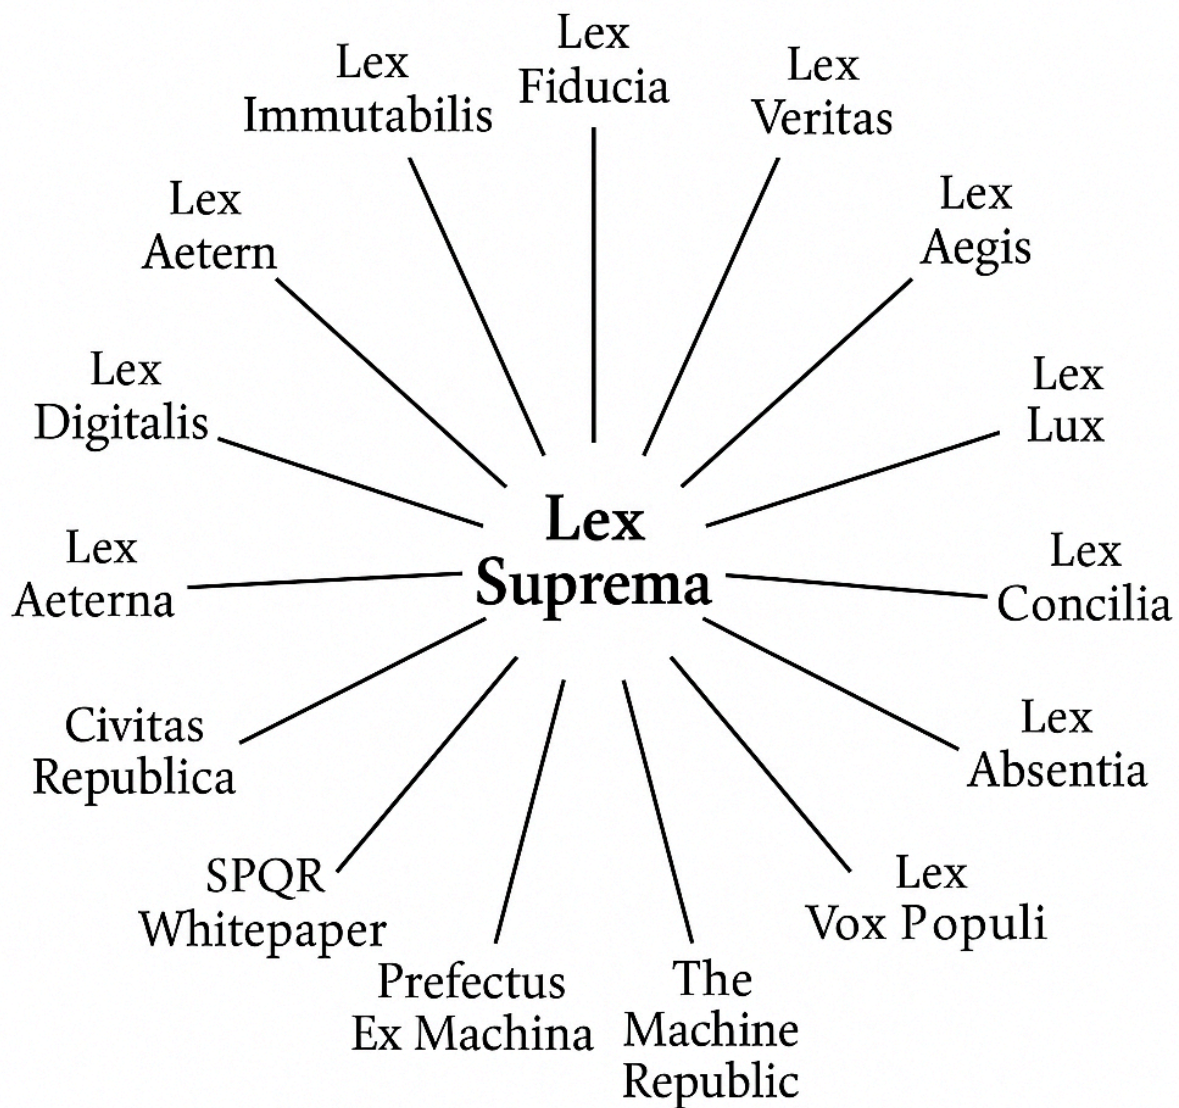 Lex
Fiducia
Lex
Immutabilis
Lex
Veritas
Lex
Aetern
Lex
Aegis
Lex
Digitalis
Lex
Lux
Lex
Suprema
Lex
Aeterna
Lex
Concilia
Civitas
Republica
Lex
Absentia
SPQR
Whitepaper
Lex
Vox Populi
Prefectus
Ex Machina
The
Machine
Republic